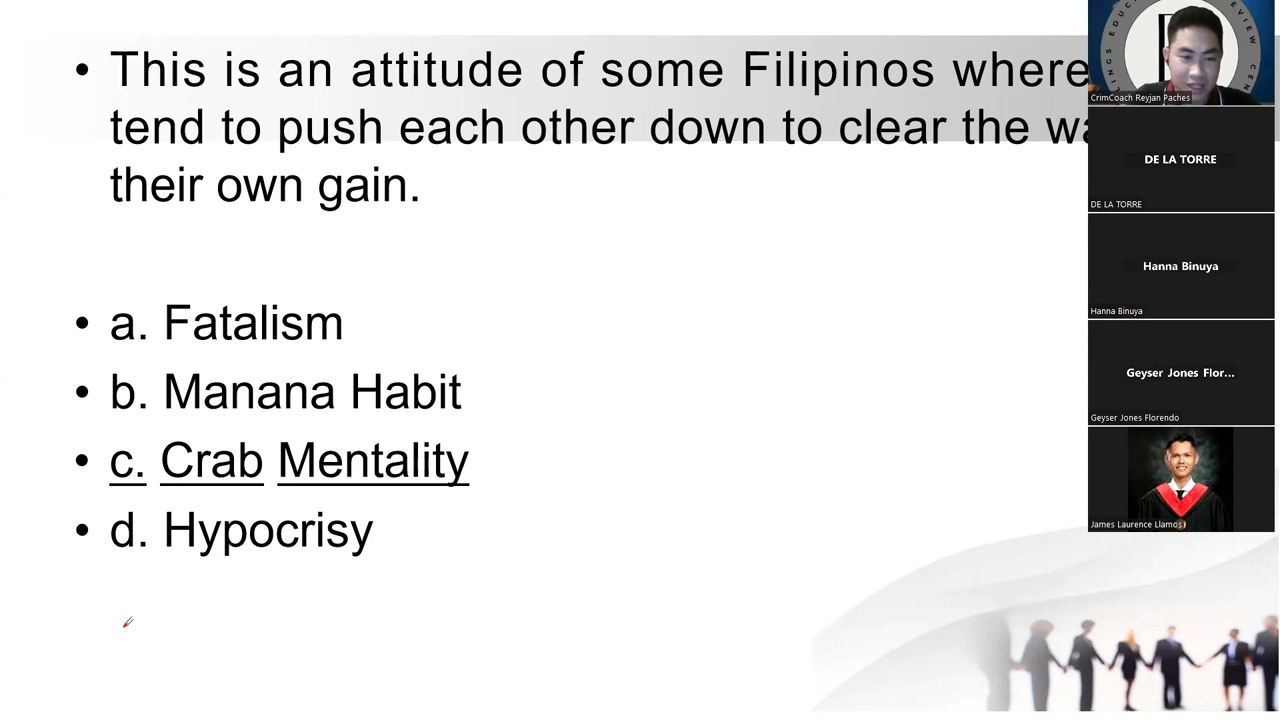 • This is an attitude of some Filipinos where
tend to push each other down to clear the
their own gain.
• a. Fatalism
• b. Manana Habit
• c. Crab Mentality
• d. Hypocrisy
CrimCoach Reyjan Paches
DE LA TORRE
DE LA TORRE
Hanna Binuya
Hanna Binuya
Geyser Jones Flor...
Geyser Jones Florendo
James Laurence Llamos